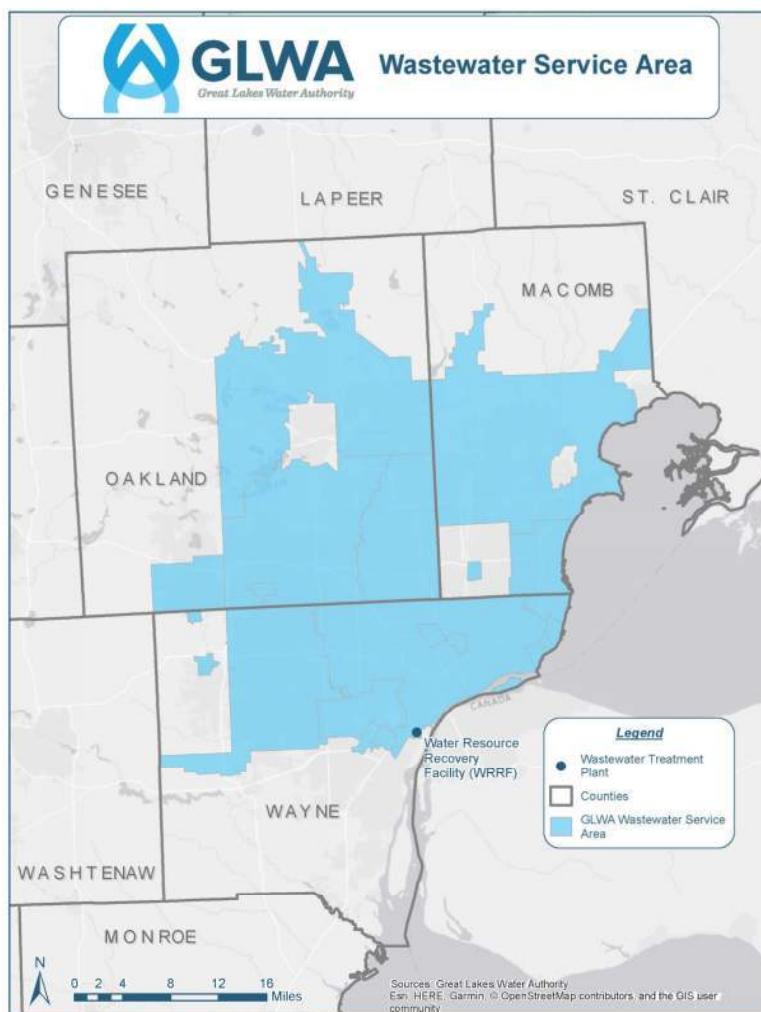 GLWA
Great Lakes Water Authority
Wastewater Service Area
GENESEE
LAPEER
ST. CLAIR
MACOMB
OAKLAND
CANADA
Water Resource
Recovery
Facility (WRRF)
WAYNE
WASHTENAW
MONROE
Legend
Wastewater Treatment
Plant
Counties
GLWA Wastewater Service
Area
N
0 2 4 8 12 16
Miles
Sources: Great Lakes Water Authority
Esri, HERE, Garmin, © OpenStreetMap contributors, and the GIS user
community